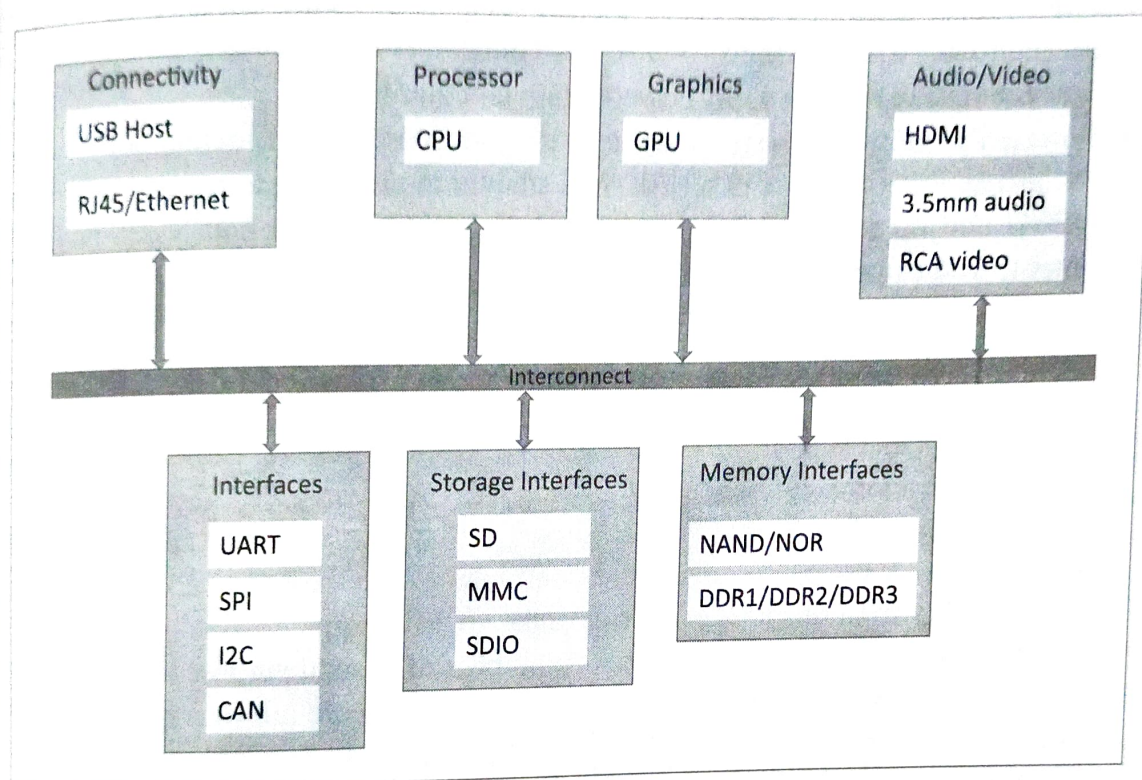 Connectivity
USB Host
RJ45/Ethernet
Processor
CPU
Graphics
GPU
Audio/Video
HDMI
3.5mm audio
RCA video
Interconnect
Interfaces
UART
SPI
I2C
CAN
Storage Interfaces
SD
MMC
SDIO
Memory Interfaces
NAND/NOR
DDR1/DDR2/DDR3